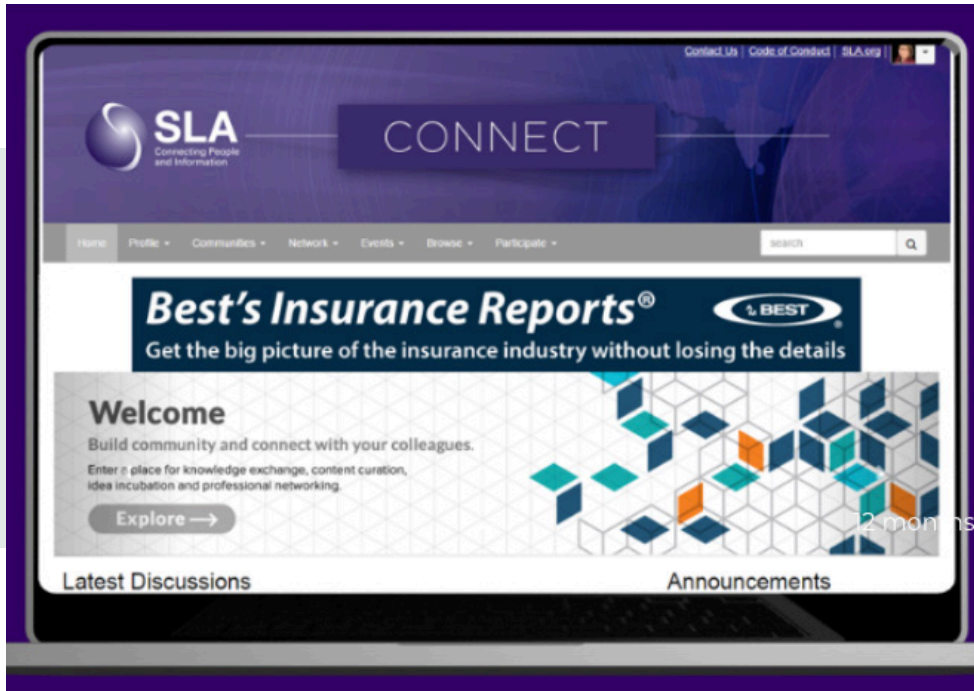 Contact Us | Code of Conduct | SLA.org |
SLA
Connecting People
and Information
CONNECT
Home Profile Communities Network Events Browse Participate search
Best's Insurance Reports®
BEST ®
Get the big picture of the insurance industry without losing the details
Welcome
Build community and connect with your colleagues.
Enter a place for knowledge exchange, content curation,
idea incubation and professional networking.
Explore
12 months
Latest Discussions Announcements